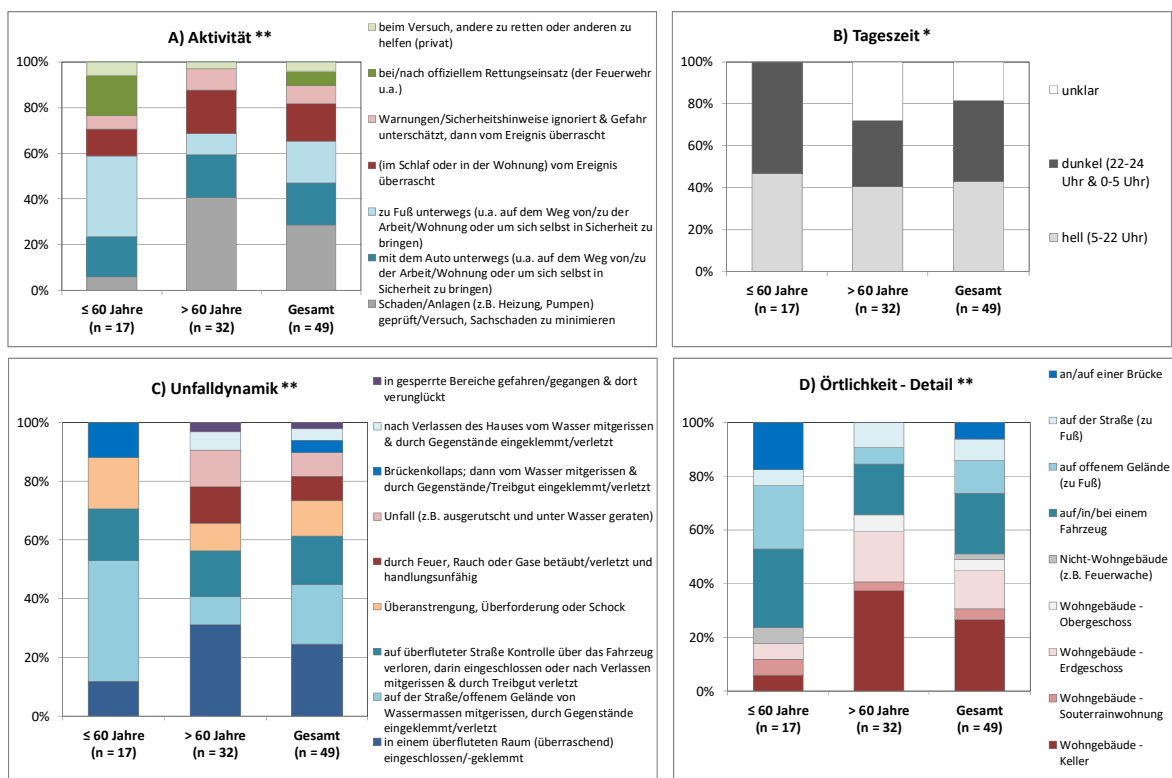 A) Aktivität **
100%
80%
60%
40%
20%
0%
≤ 60 Jahre
(n = 17)
> 60 Jahre
(n = 32)
Gesamt
(n = 49)
beim Versuch, andere zu retten oder anderen zu
helfen (privat)
bei/nach offiziellem Rettungseinsatz (der Feuerwehr
u.a.)
Warnungen/Sicherheitshinweise ignoriert & Gefahr
unterschätzt, dann vom Ereignis überrascht
(im Schlaf oder in der Wohnung) vom Ereignis
überrascht
zu Fuß unterwegs (u.a. auf dem Weg von/zu der
Arbeit/Wohnung oder um sich selbst in Sicherheit zu
bringen)
mit dem Auto unterwegs (u.a. auf dem Weg von/zu
der Arbeit/Wohnung oder um sich selbst in
Sicherheit zu bringen)
Schaden/Anlagen (z.B. Heizung, Pumpen)
geprüft/Versuch, Sachschaden zu minimieren
B) Tageszeit *
100%
80%
60%
40%
20%
0%
≤ 60 Jahre
(n = 17)
> 60 Jahre
(n = 32)
Gesamt
(n = 49)
unklar
dunkel (22-24
Uhr & 0-5 Uhr)
hell (5-22 Uhr)
C) Unfalldynamik **
100%
80%
60%
40%
20%
0%
≤ 60 Jahre
(n = 17)
> 60 Jahre
(n = 32)
Gesamt
(n = 49)
in gesperrte Bereiche gefahren/gegangen & dort
verunglückt
nach Verlassen des Hauses vom Wasser mitgerissen
& durch Gegenstände eingeklemmt/verletzt
Brückenkollaps; dann vom Wasser mitgerissen &
durch Gegenstände/Treibgut eingeklemmt/verletzt
Unfall (z.B. ausgerutscht und unter Wasser geraten)
durch Feuer, Rauch oder Gase betäubt/verletzt und
handlungsunfähig
Überanstrengung, Überforderung oder Schock
auf überfluteter Straße Kontrolle über das Fahrzeug
verloren, darin eingeschlossen oder nach Verlassen
mitgerissen & durch Treibgut verletzt
auf der Straße/offenem Gelände von
Wassermassen mitgerissen, durch Gegenstände
eingeklemmt/verletzt
in einem überfluteten Raum (überraschend)
eingeschlossen/-geklemmt
D) Örtlichkeit - Detail **
100%
80%
60%
40%
20%
0%
≤ 60 Jahre
(n = 17)
> 60 Jahre
(n = 32)
Gesamt
(n = 49)
an/auf einer Brücke
auf der Straße (zu
Fuß)
auf offenem Gelände
(zu Fuß)
auf/in/bei einem
Fahrzeug
Nicht-Wohngebäude
(z.B. Feuerwache)
Wohngebäude -
Obergeschoss
Wohngebäude -
Erdgeschoss
Wohngebäude -
Souterrainwohnung
Wohngebäude -
Keller